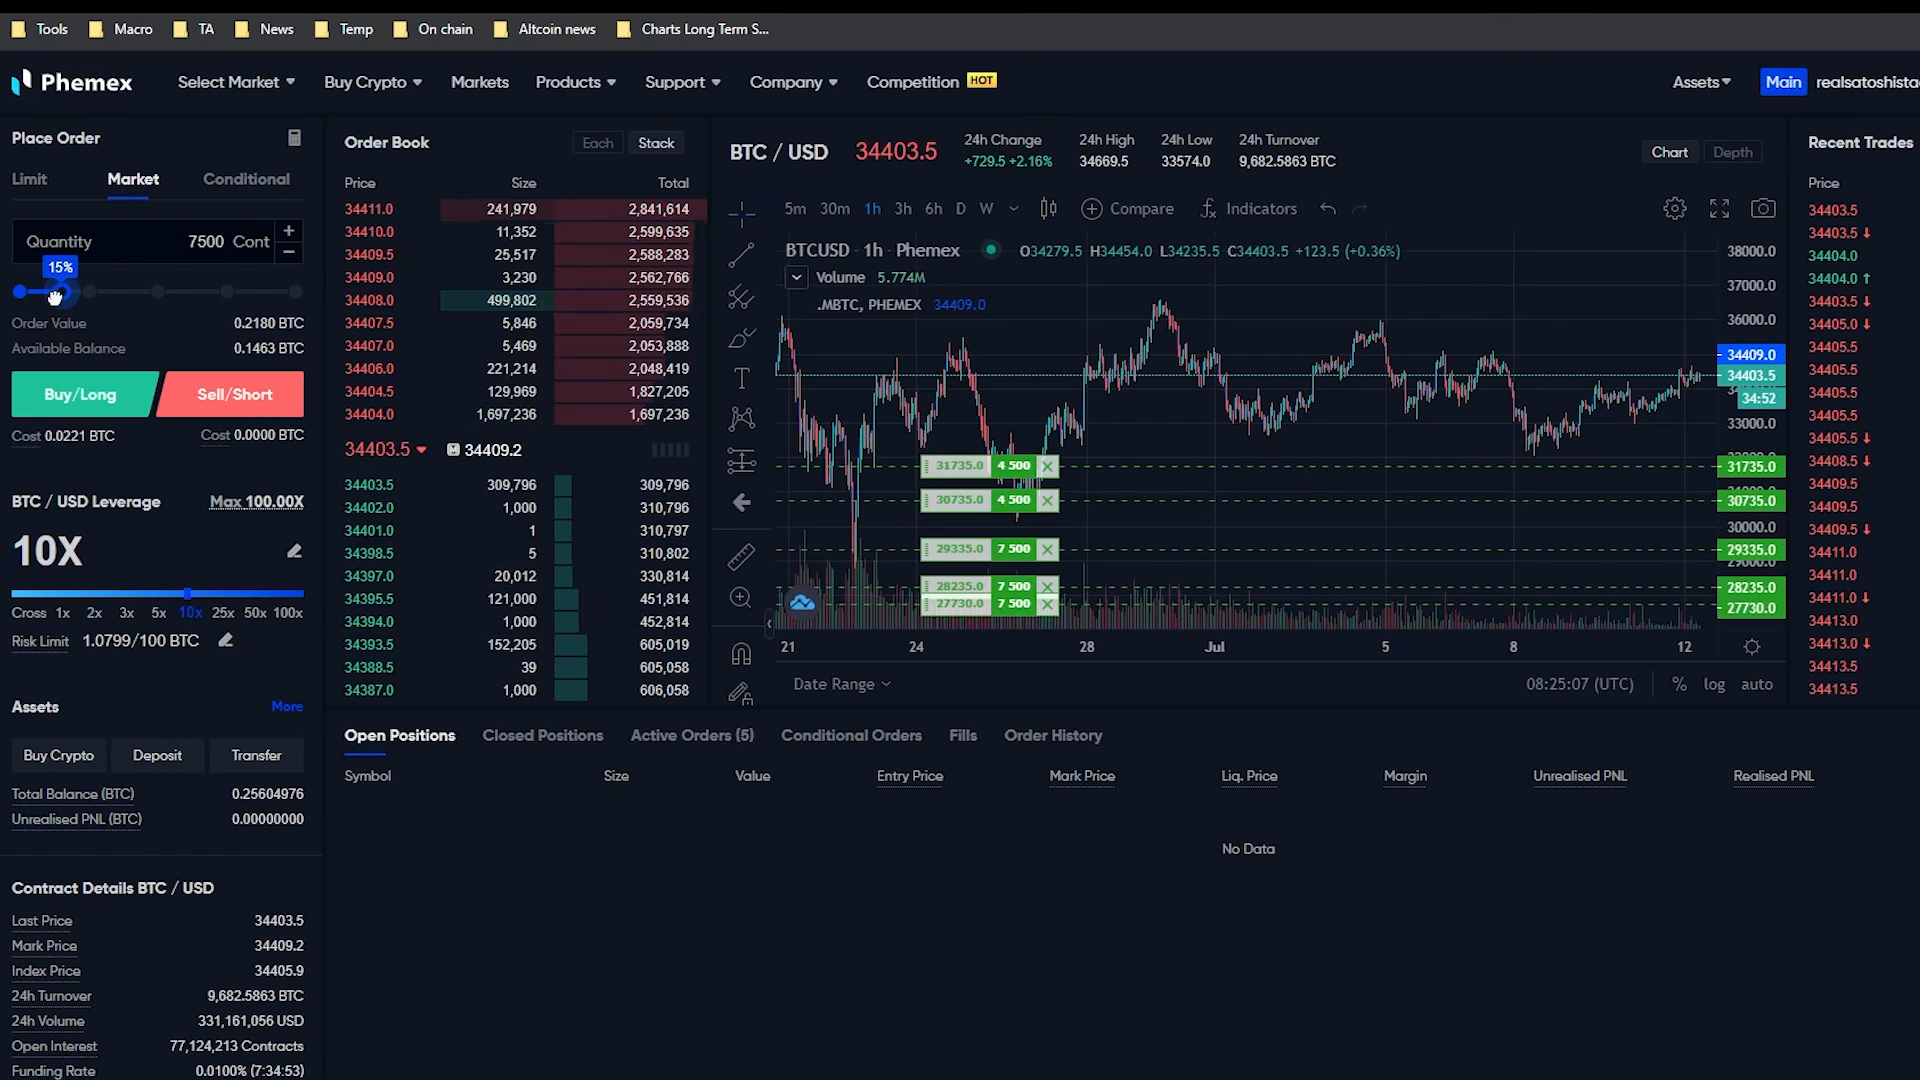 Tools Macro TA News Temp On chain Altcoin news Charts Long Term S...
Phemex Select Market Buy Crypto Markets Products Support Company Competition HOT Assets Main realsatoshista
Place Order
Limit Market Conditional
Quantity 7500 Cont + −
15%
Order Value 0.2180 BTC
Available Balance 0.1463 BTC
Buy/Long Sell/Short
Cost 0.0221 BTC Cost 0.0000 BTC
BTC / USD Leverage Max 100.00X
10X
Cross 1x 2x 3x 5x 10x 25x 50x 100x
Risk Limit 1.0799/100 BTC
Assets More
Buy Crypto Deposit Transfer
Total Balance (BTC) 0.25604976
Unrealised PNL (BTC) 0.00000000
Contract Details BTC / USD
Last Price 34403.5
Mark Price 34409.2
Index Price 34405.9
24h Turnover 9,682.5863 BTC
24h Volume 331,161,056 USD
Open Interest 77,124,213 Contracts
Funding Rate 0.0100% (7:34:53)
Order Book Each Stack
Price Size Total
34411.0 241,979 2,841,614
34410.0 11,352 2,599,635
34409.5 25,517 2,588,283
34409.0 3,230 2,562,766
34408.0 499,802 2,559,536
34407.5 5,846 2,059,734
34407.0 5,469 2,053,888
34406.0 221,214 2,048,419
34404.5 129,969 1,827,205
34404.0 1,697,236 1,697,236
34403.5 M 34409.2
34403.5 309,796 309,796
34402.0 1,000 310,796
34401.0 1 310,797
34398.5 5 310,802
34397.0 20,012 330,814
34395.5 121,000 451,814
34394.0 1,000 452,814
34393.5 152,205 605,019
34388.5 39 605,058
34387.0 1,000 606,058
BTC / USD 34403.5
24h Change 24h High 24h Low 24h Turnover
+729.5 +2.16% 34669.5 33574.0 9,682.5863 BTC
Chart Depth
5m 30m 1h 3h 6h D W Compare Indicators
BTCUSD · 1h · Phemex O34279.5 H34454.0 L34235.5 C34403.5 +123.5 (+0.36%)
Volume 5.774M
.MBTC, PHEMEX 34409.0
38000.0
37000.0
36000.0
34409.0
34403.5
34:52
33000.0
31735.0 4 500 31735.0
30735.0 4 500 30735.0
30000.0
29335.0 7 500 29335.0
29000.0
28235.0 7 500 28235.0
27730.0 7 500 27730.0
21 24 28 Jul 5 8 12
Date Range 08:25:07 (UTC) % log auto
Recent Trades
Price
34403.5
34403.5 ↓
34404.0
34404.0 ↑
34403.5 ↓
34405.0 ↓
34405.5
34405.5
34405.5
34405.5
34405.5 ↓
34408.5 ↓
34409.5
34409.5
34409.5 ↓
34411.0
34411.0
34411.0 ↓
34413.0
34413.0 ↓
34413.5
34413.5
Open Positions Closed Positions Active Orders (5) Conditional Orders Fills Order History
Symbol Size Value Entry Price Mark Price Liq. Price Margin Unrealised PNL Realised PNL
No Data